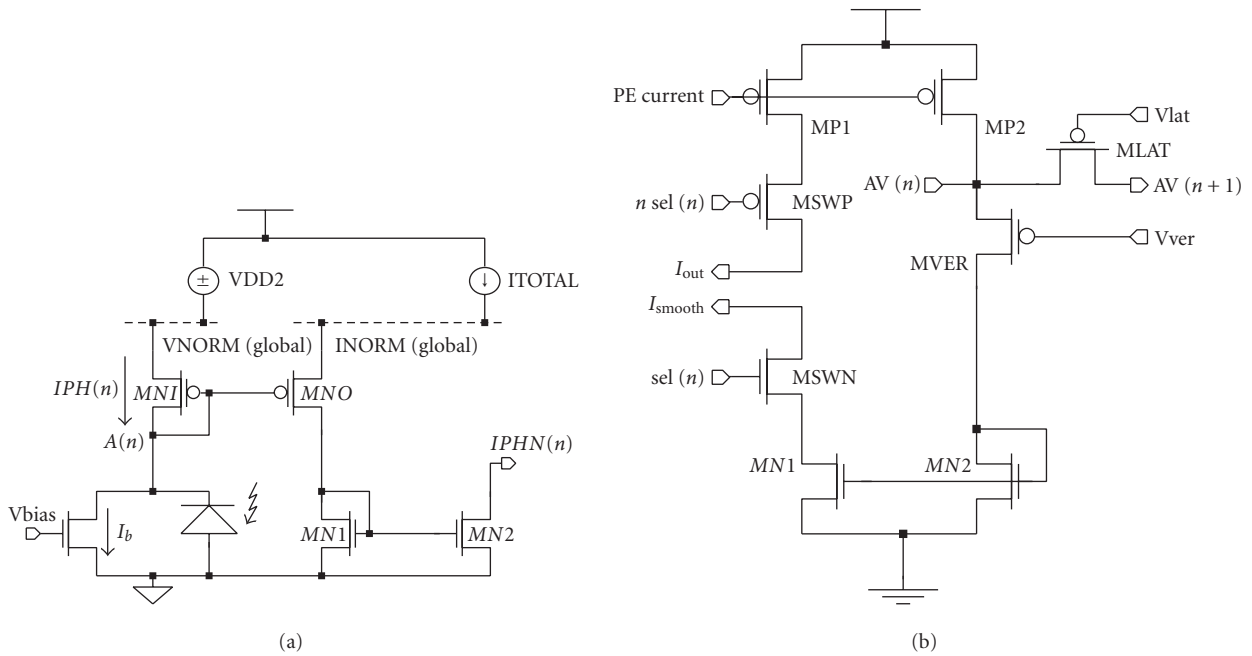 VDD2
ITOTAL
VNORM (global)
INORM (global)
IPH(n)
MNI
MNO
A(n)
IPHN(n)
Vbias
I_b
MN1
MN2
(a)
PE current
MP1
MP2
Vlat
MLAT
AV (n)
AV (n + 1)
n sel (n)
MSWP
Vver
MVER
I_out
I_smooth
sel (n)
MSWN
MN1
MN2
(b)